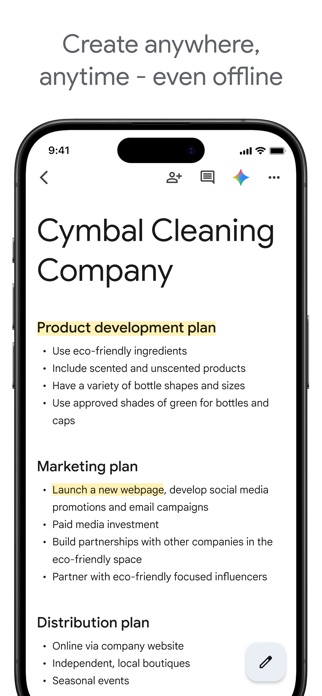 Create anywhere,
anytime - even offline
9:41
Cymbal Cleaning
Company
Product development plan
• Use eco-friendly ingredients
• Include scented and unscented products
• Have a variety of bottle shapes and sizes
• Use approved shades of green for bottles and
caps
Marketing plan
• Launch a new webpage, develop social media
promotions and email campaigns
• Paid media investment
• Build partnerships with other companies in the
eco-friendly space
• Partner with eco-friendly focused influencers
Distribution plan
• Online via company website
• Independent, local boutiques
• Seasonal events